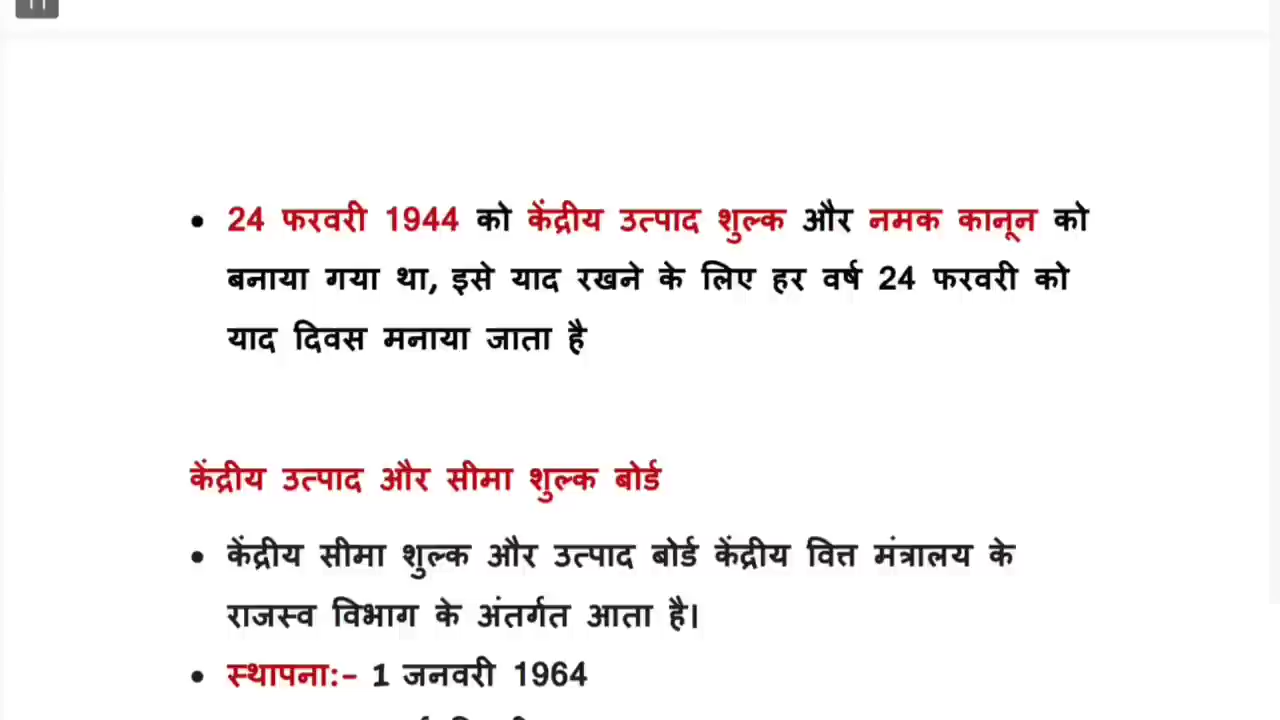 • 24 फरवरी 1944 को केंद्रीय उत्पाद शुल्क और नमक कानून को
बनाया गया था, इसे याद रखने के लिए हर वर्ष 24 फरवरी को
याद दिवस मनाया जाता है
केंद्रीय उत्पाद और सीमा शुल्क बोर्ड
• केंद्रीय सीमा शुल्क और उत्पाद बोर्ड केंद्रीय वित्त मंत्रालय के
राजस्व विभाग के अंतर्गत आता है।
• स्थापना:- 1 जनवरी 1964